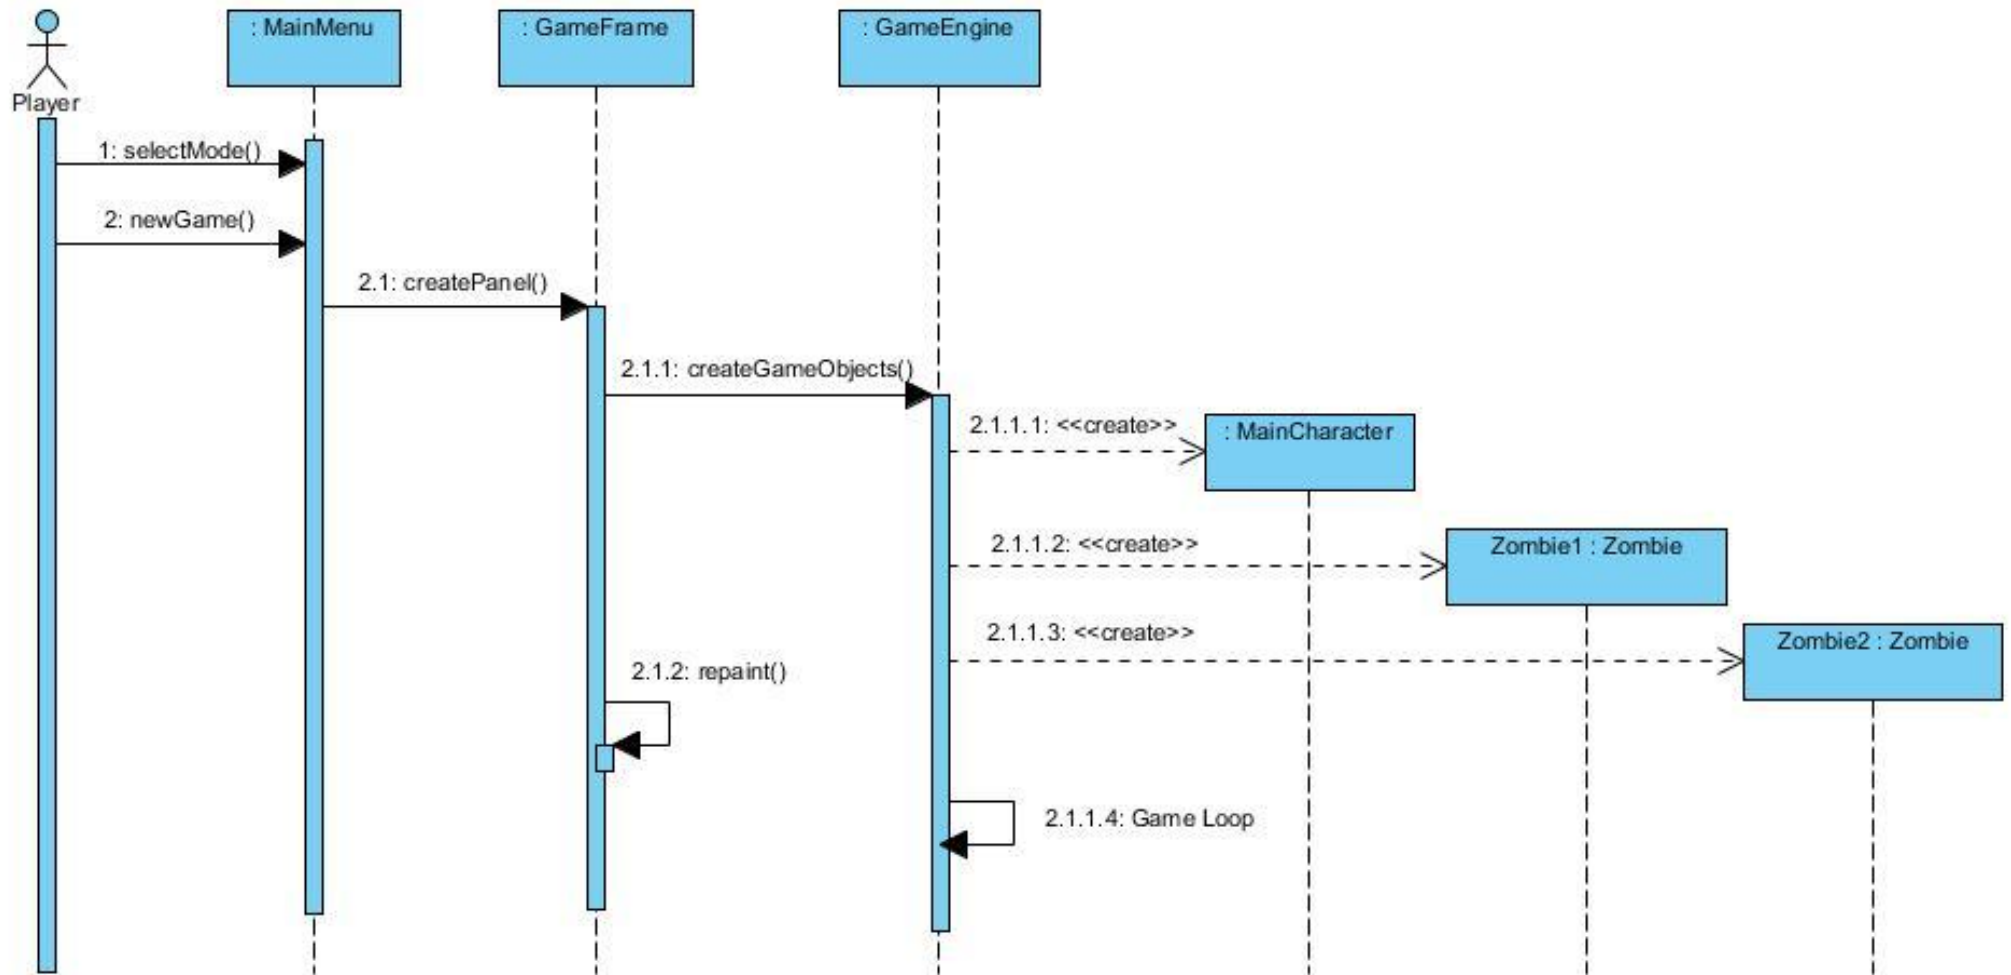 : MainMenu
: GameFrame
: GameEngine
Player
1: selectMode()
2: newGame()
2.1: createPanel()
2.1.1: createGameObjects()
2.1.1.1: <<create>>
: MainCharacter
2.1.1.2: <<create>>
Zombie1 : Zombie
2.1.1.3: <<create>>
Zombie2 : Zombie
2.1.2: repaint()
2.1.1.4: Game Loop